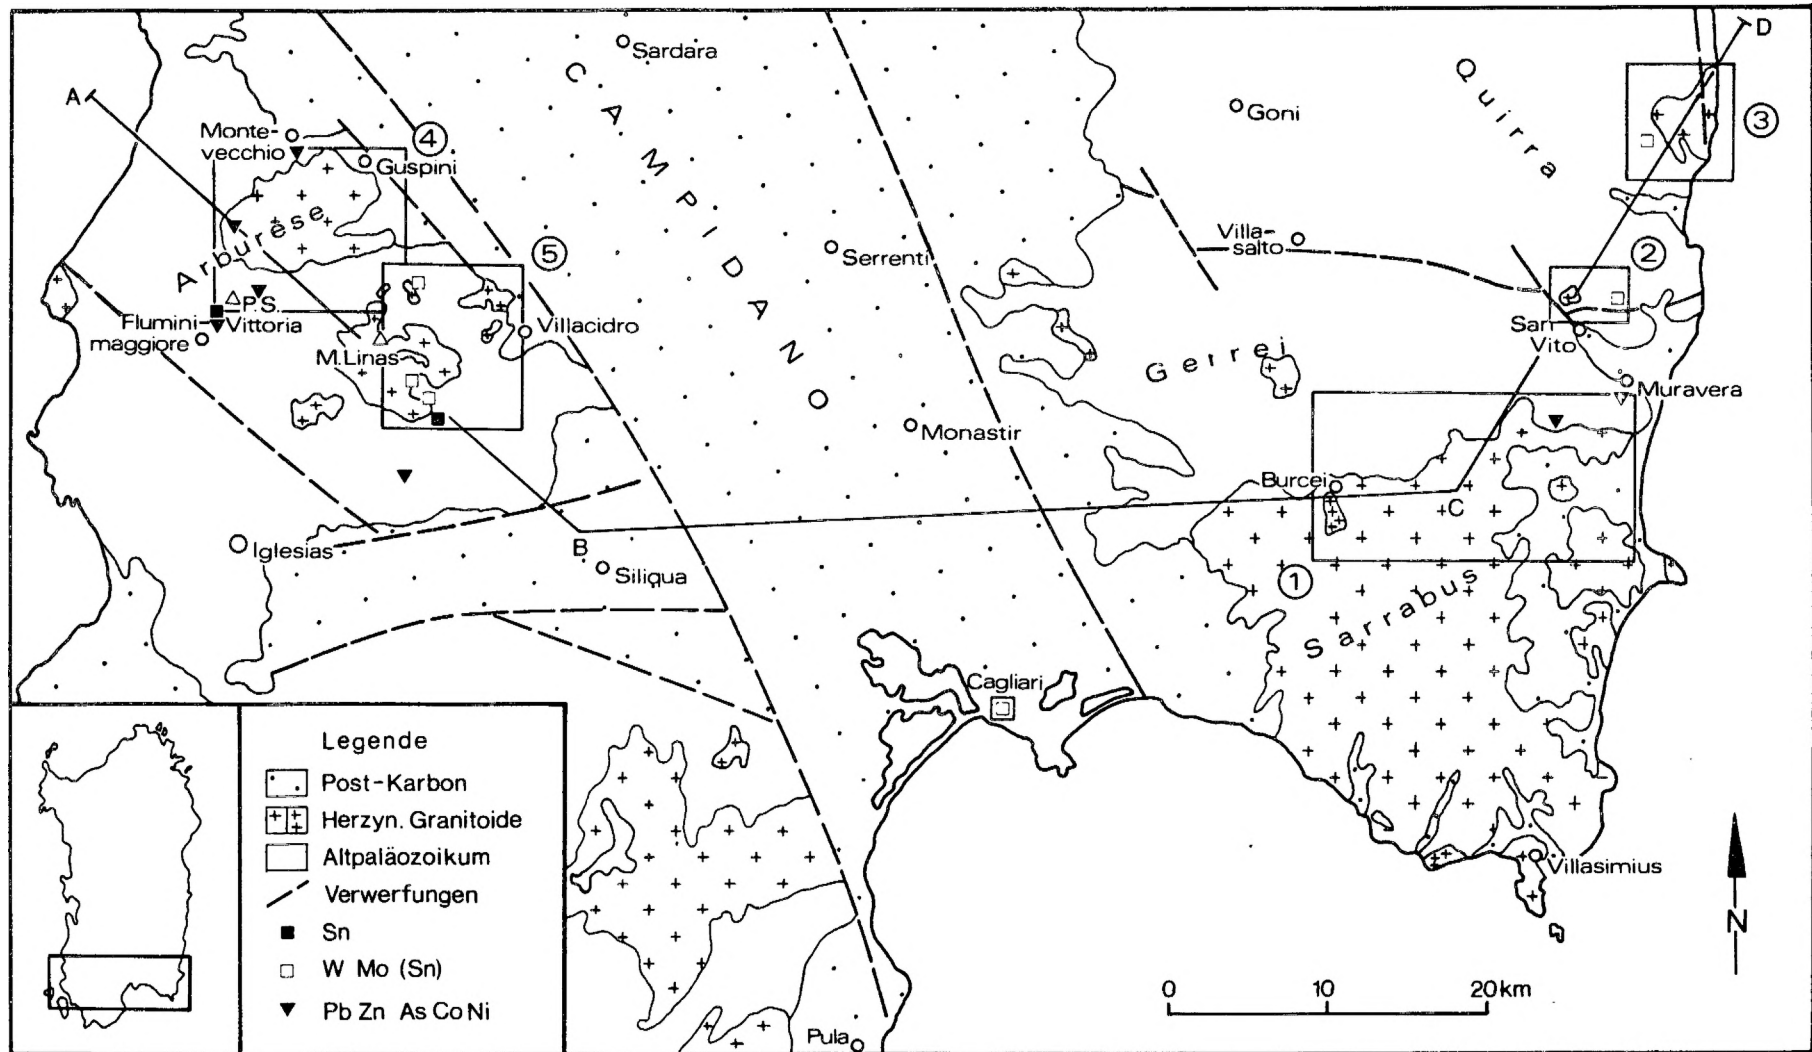 A
D
Sardara
CAMPIDANO
Quirra
3
Goni
Monte-
vecchio
4
Guspini
Arburèse
5
Villa-
salto
2
Serrenti
P.S.
Vittoria
Flumini-
maggiore
Villacidro
M.Linas
San
Vito
Gerrei
Muravera
Monastir
Burcei
C
B
Iglesias
Siliqua
1
Sarrabus
Cagliari
Villasimius
Pula
Legende
Post-Karbon
Herzyn. Granitoide
Altpaläozoikum
Verwerfungen
Sn
W Mo (Sn)
Pb Zn As Co Ni
0 10 20km
N